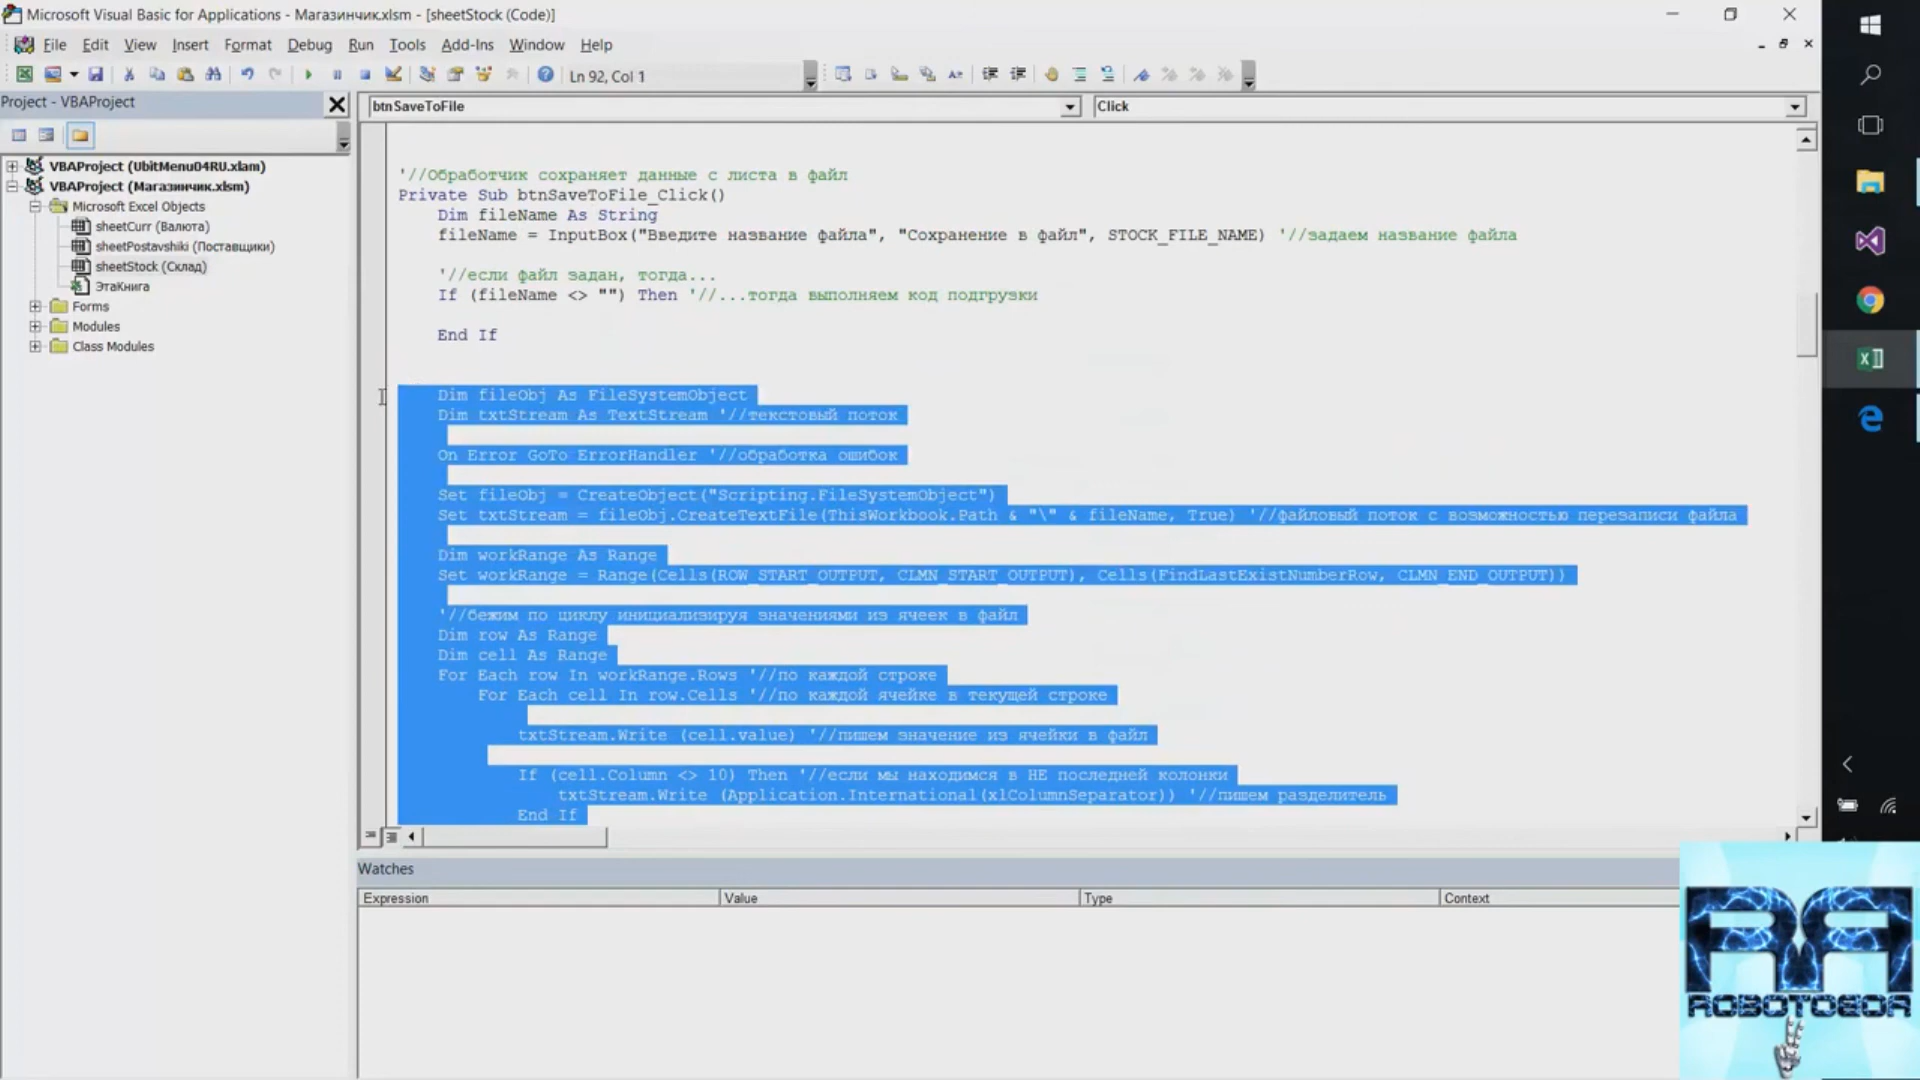 Microsoft Visual Basic for Applications - Магазинчик.xlsm - [sheetStock (Code)]
File Edit View Insert Format Debug Run Tools Add-Ins Window Help
Ln 92, Col 1
Project - VBAProject
btnSaveToFile
Click
VBAProject (UbitMenu04RU.xlam)
VBAProject (Магазинчик.xlsm)
Microsoft Excel Objects
sheetCurr (Валюта)
sheetPostavshiki (Поставщики)
sheetStock (Склад)
ЭтаКнига
Forms
Modules
Class Modules
'//Обработчик сохраняет данные с листа в файл
Private Sub btnSaveToFile_Click()
Dim fileName As String
fileName = InputBox("Введите название файла", "Сохранение в файл", STOCK_FILE_NAME) '//задаем название файла
'//если файл задан, тогда...
If (fileName <> "") Then '//...тогда выполняем код подгрузки
End If
Dim fileObj As FileSystemObject
Dim txtStream As TextStream '//текстовый поток
On Error GoTo ErrorHandler '//обработка ошибок
Set fileObj = CreateObject("Scripting.FileSystemObject")
Set txtStream = fileObj.CreateTextFile(ThisWorkbook.Path & "\" & fileName, True) '//файловый поток с возможностью перезаписи файла
Dim workRange As Range
Set workRange = Range(Cells(ROW_START_OUTPUT, CLMN_START_OUTPUT), Cells(FindLastExistNumberRow, CLMN_END_OUTPUT))
'//бежим по циклу инициализируя значениями из ячеек в файл
Dim row As Range
Dim cell As Range
For Each row In workRange.Rows '//по каждой строке
For Each cell In row.Cells '//по каждой ячейке в текущей строке
txtStream.Write (cell.value) '//пишем значение из ячейки в файл
If (cell.Column <> 10) Then '//если мы находимся в НЕ последней колонки
txtStream.Write (Application.International(xlColumnSeparator)) '//пишем разделитель
End If
Watches
Expression Value Type Context
ROBOTOBOR